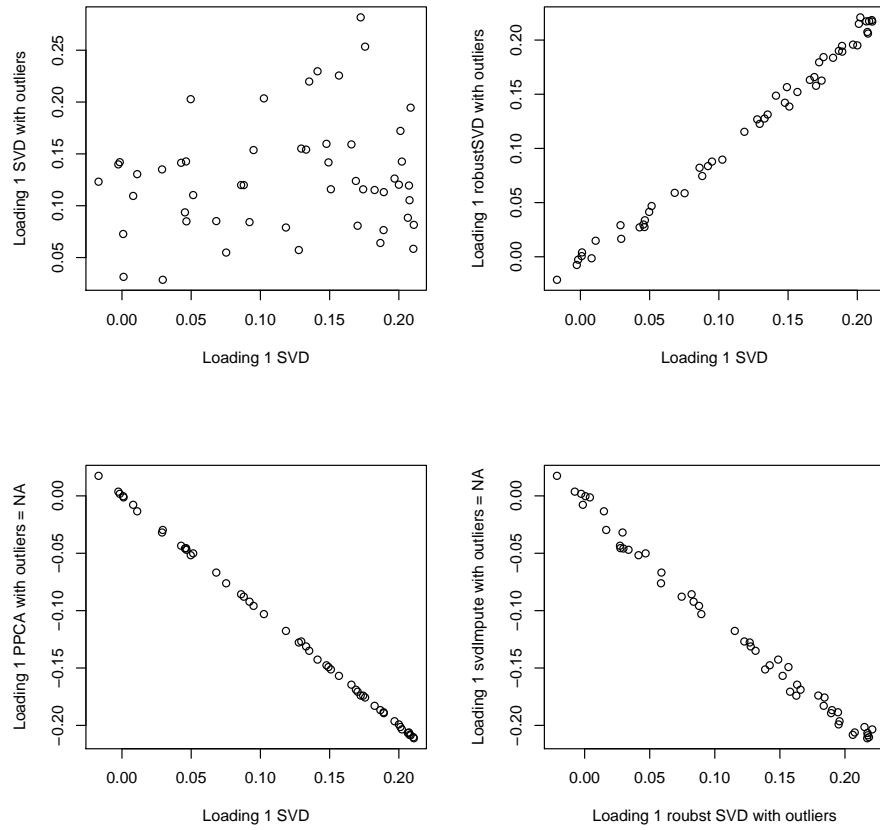 Loading 1 SVD with outliers
0.05 0.10 0.15 0.20 0.25
0.00 0.05 0.10 0.15 0.20
Loading 1 SVD
Loading 1 robustSVD with outliers
0.00 0.05 0.10 0.15 0.20
0.00 0.05 0.10 0.15 0.20
Loading 1 SVD
Loading 1 PPCA with outliers = NA
−0.20 −0.15 −0.10 −0.05 0.00
0.00 0.05 0.10 0.15 0.20
Loading 1 SVD
Loading 1 svdImpute with outliers = NA
−0.20 −0.15 −0.10 −0.05 0.00
0.00 0.05 0.10 0.15 0.20
Loading 1 roubst SVD with outliers